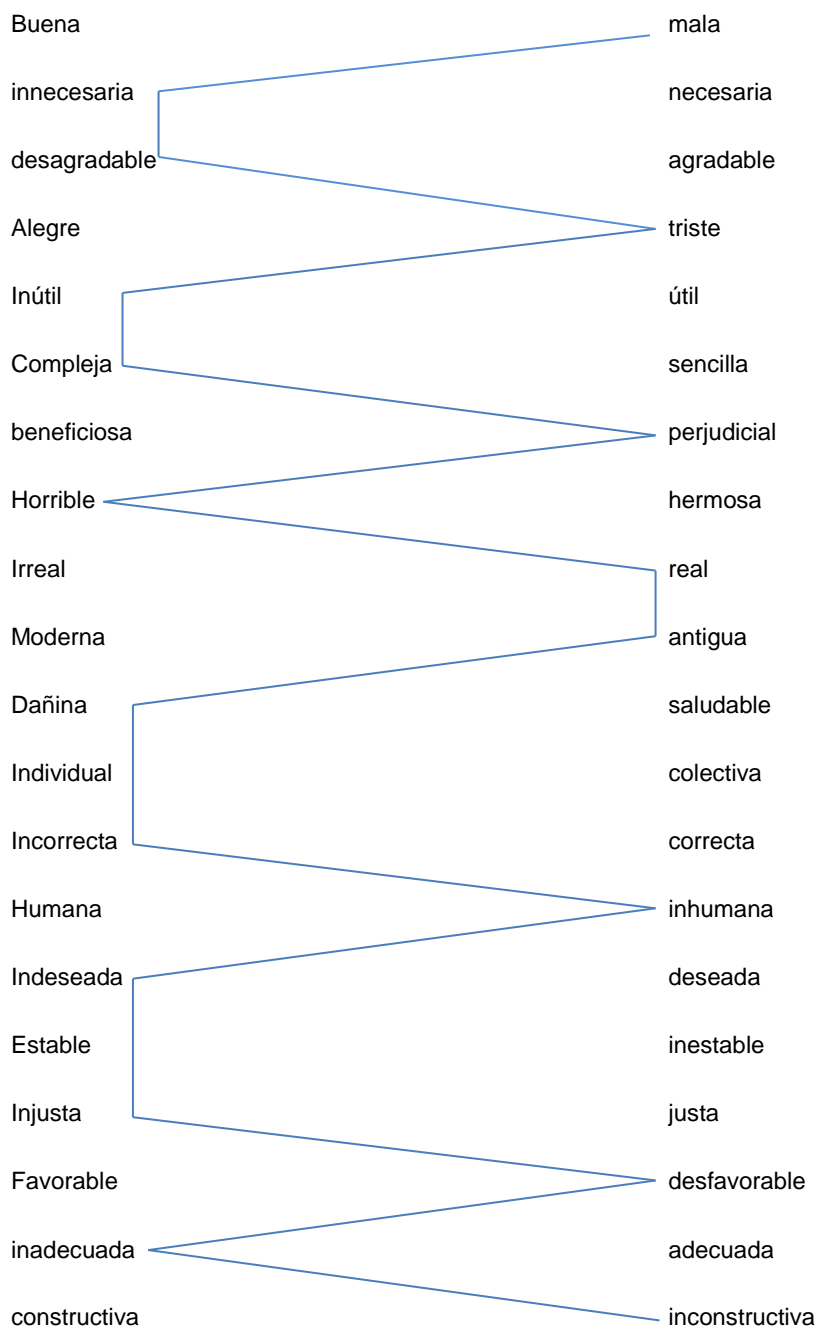 Buena mala
innecesaria necesaria
desagradable agradable
Alegre triste
Inútil útil
Compleja sencilla
beneficiosa perjudicial
Horrible hermosa
Irreal real
Moderna antigua
Dañina saludable
Individual colectiva
Incorrecta correcta
Humana inhumana
Indeseada deseada
Estable inestable
Injusta justa
Favorable desfavorable
inadecuada adecuada
constructiva inconstructiva